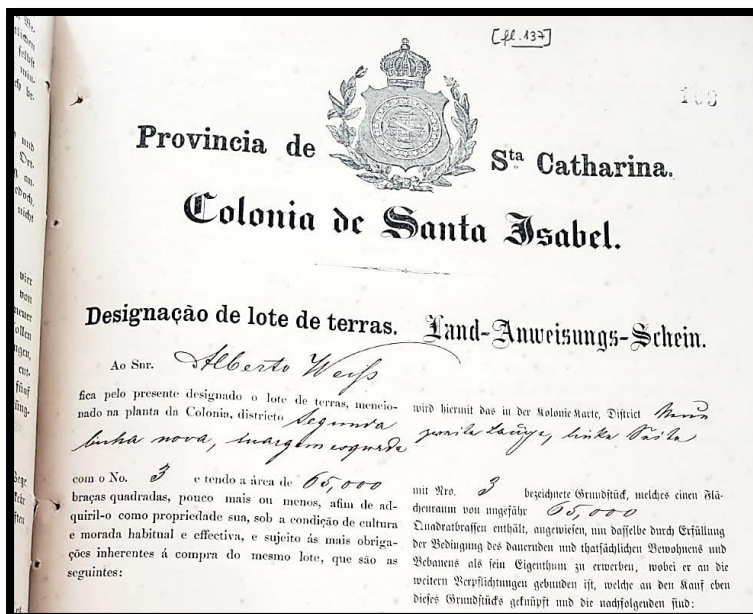 [fl. 137]
Provincia de Sta Catharina.
Colonia de Santa Isabel.
Designação de lote de terras.
Ao Snr. Alberto Weiss
fica pelo presente designado o lote de terras, mencio-
nado na planta da Colonia, districto Segunda
linha nova, margem esquerda
com o No. 3 e tendo a área de 65,000
braças quadradas, pouco mais ou menos, afim de ad-
quiril-o como propriedade sua, sob a condição de cultura
e morada habitual e effectiva, e sujeito ás mais obriga-
ções inherentes á compra do mesmo lote, que são as
seguintes:
Land-Anweisungs-Schein.
wird hiermit das in der Kolonie-Karte, District Neue
zweite linke Seite
mit Nro. 3 bezeichnete Grundstück, welches einen Flä-
chenraum von ungefähr 65,000
Quadratbrassen enthält, angewiesen, um dasselbe durch Erfüllung
der Bedingung des dauernden und thatsächlichen Bewohnens und
Bebauens als sein Eigenthum zu erwerben, wobei er an die
weitern Verpflichtungen gebunden ist, welche an den Kauf eben
dieses Grundstücks geknüpft und die nachfolgenden sind: